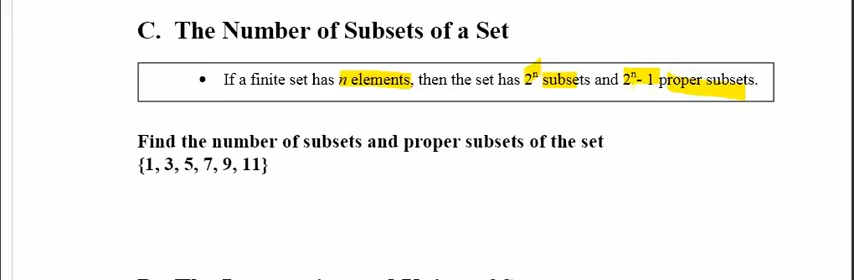 C. The Number of Subsets of a Set
• If a finite set has n elements, then the set has 2ⁿ subsets and 2ⁿ- 1 proper subsets.
Find the number of subsets and proper subsets of the set
{1, 3, 5, 7, 9, 11}